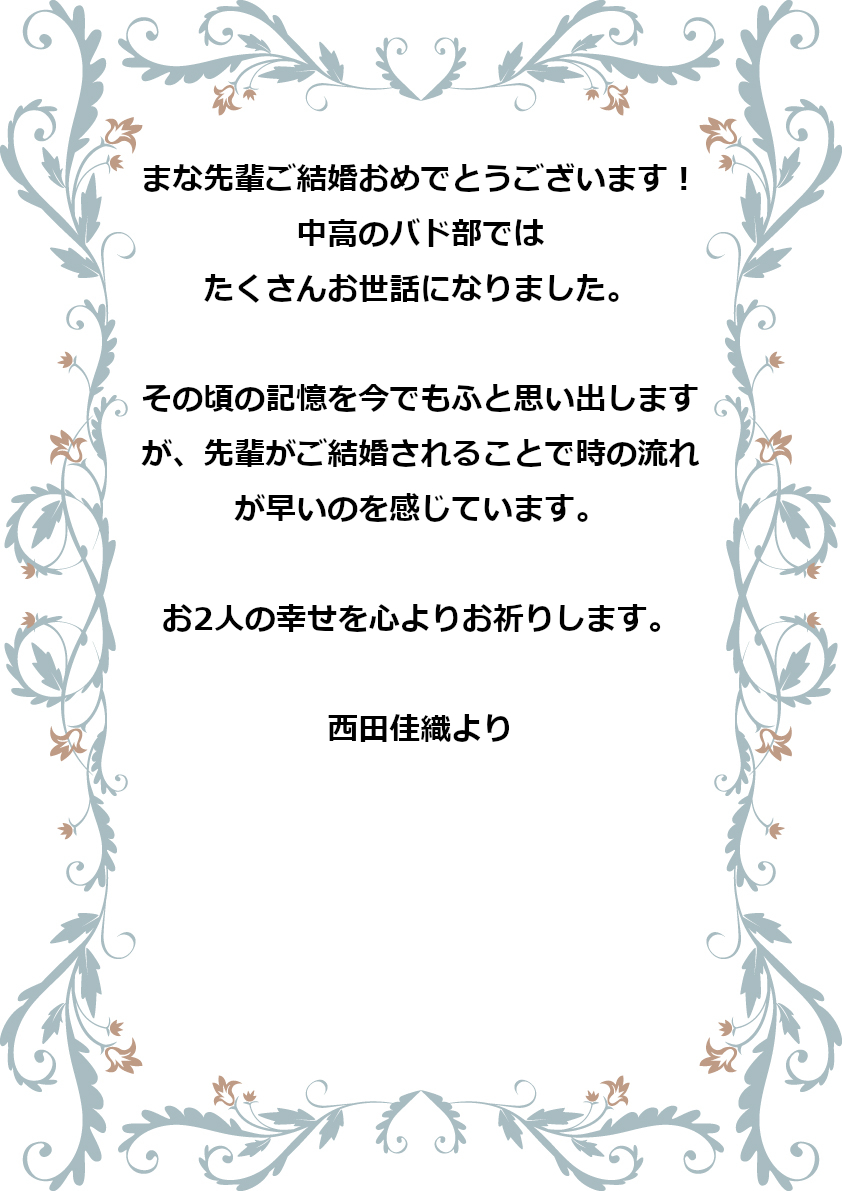 まな先輩ご結婚おめでとうございます！
中高のバド部では
たくさんお世話になりました。
その頃の記憶を今でもふと思い出します
が、先輩がご結婚されることで時の流れ
が早いのを感じています。
お2人の幸せを心よりお祈りします。
西田佳織より